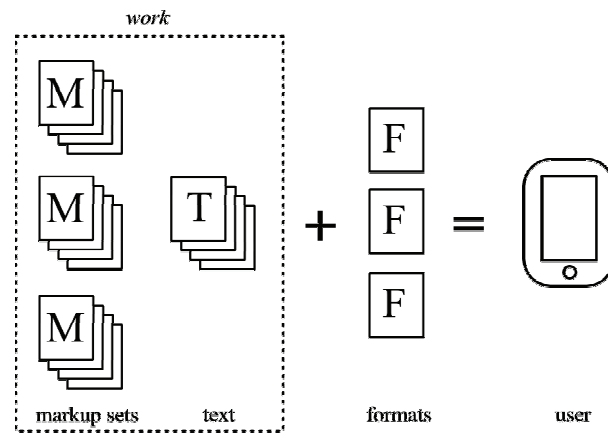 work
M
M
M
T
+
F
F
F
=
markup sets
text
formats
user